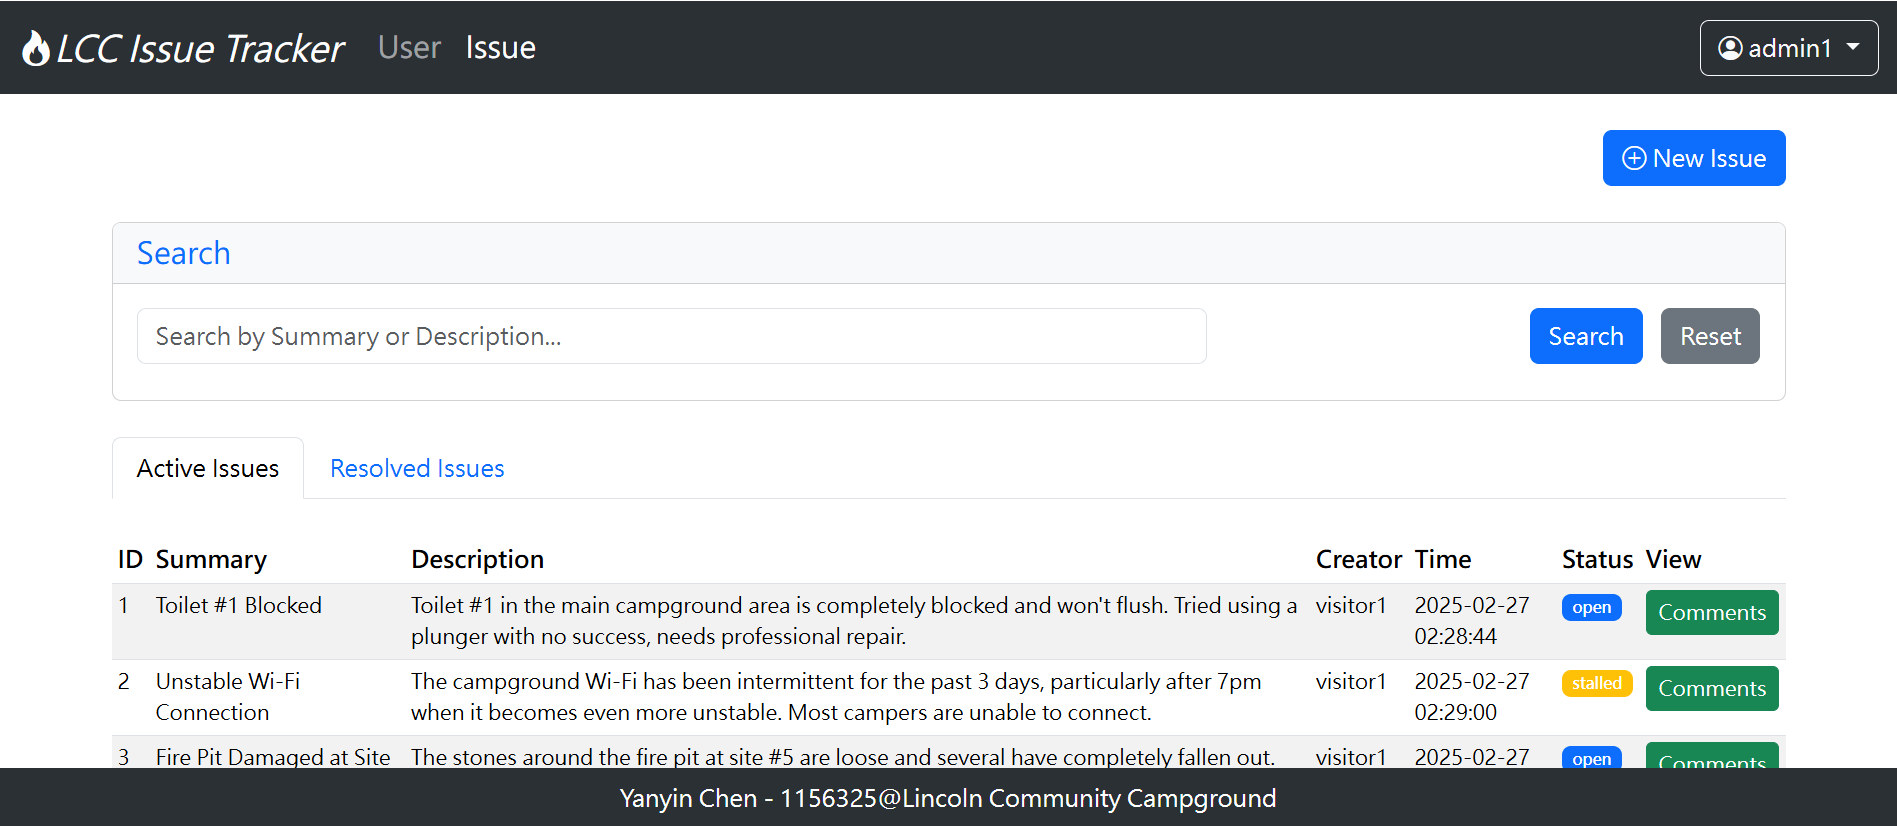 LCC Issue Tracker User Issue admin1
New Issue
Search
Search by Summary or Description... Search Reset
Active Issues Resolved Issues
ID Summary Description Creator Time Status View
1 Toilet #1 Blocked Toilet #1 in the main campground area is completely blocked and won't flush. Tried using a visitor1 2025-02-27 open Comments
plunger with no success, needs professional repair. 02:28:44
2 Unstable Wi-Fi The campground Wi-Fi has been intermittent for the past 3 days, particularly after 7pm visitor1 2025-02-27 stalled Comments
Connection when it becomes even more unstable. Most campers are unable to connect. 02:29:00
3 Fire Pit Damaged at Site The stones around the fire pit at site #5 are loose and several have completely fallen out. visitor1 2025-02-27 open Comments
Yanyin Chen - 1156325@Lincoln Community Campground